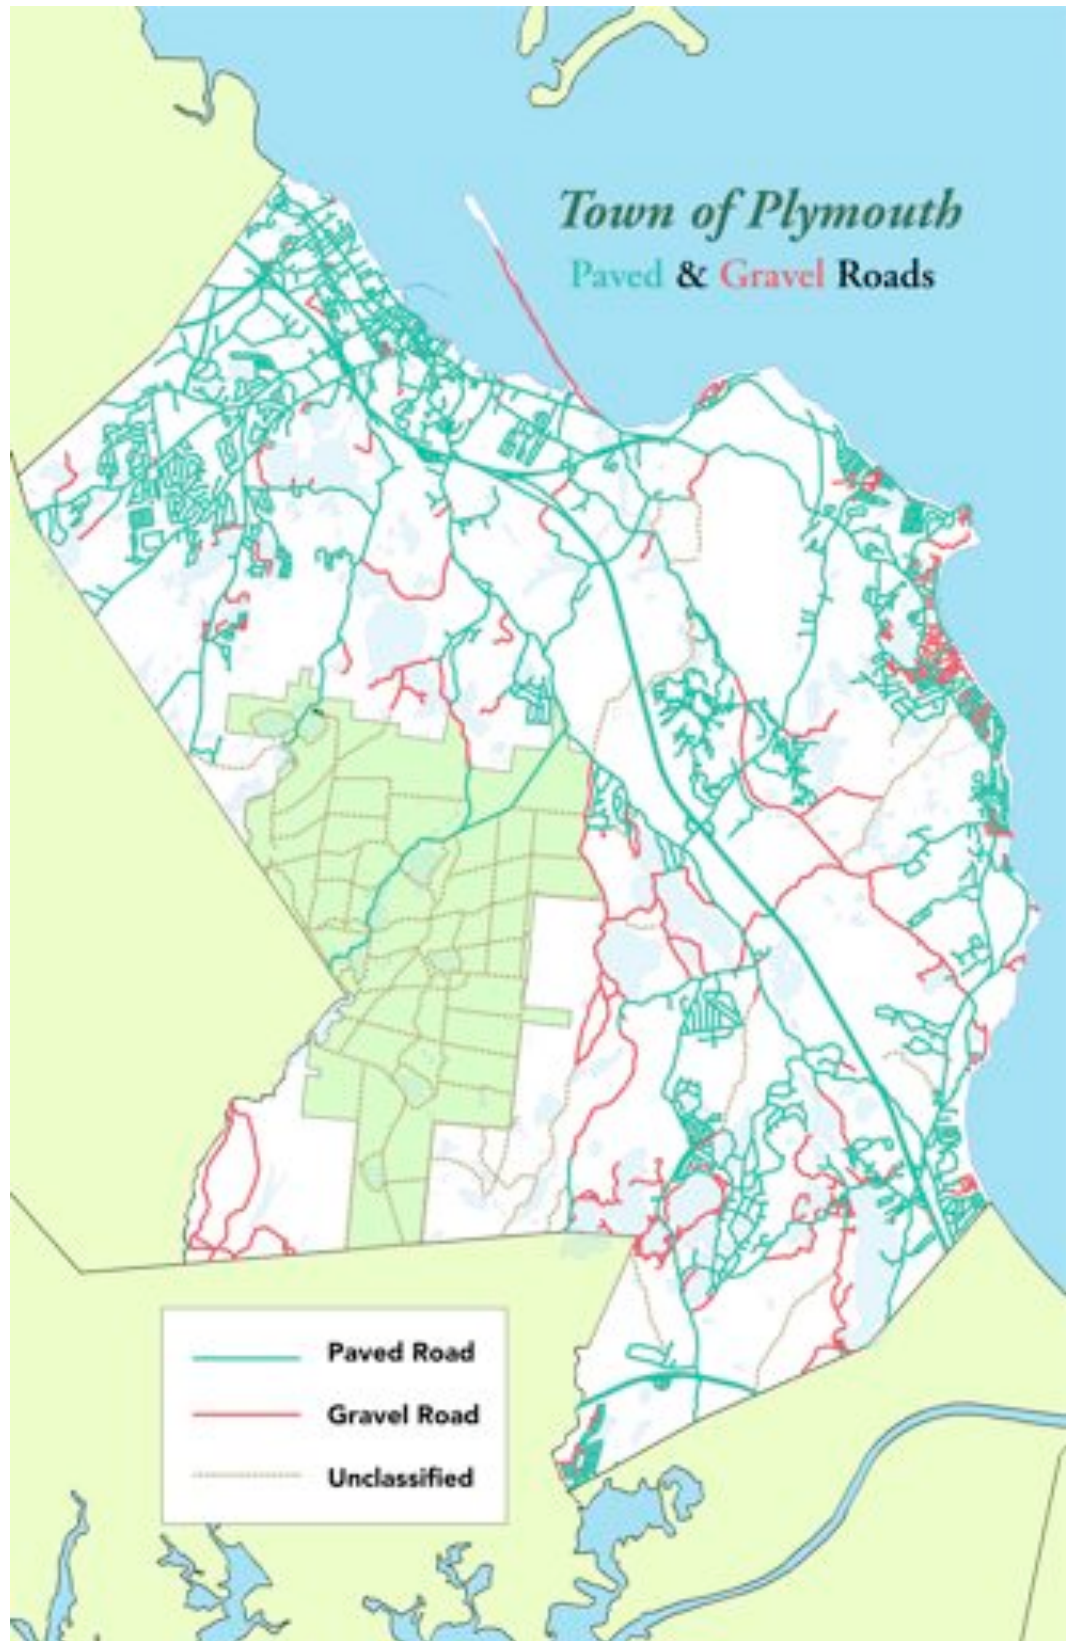 Town of Plymouth
Paved & Gravel Roads
Paved Road
Gravel Road
Unclassified